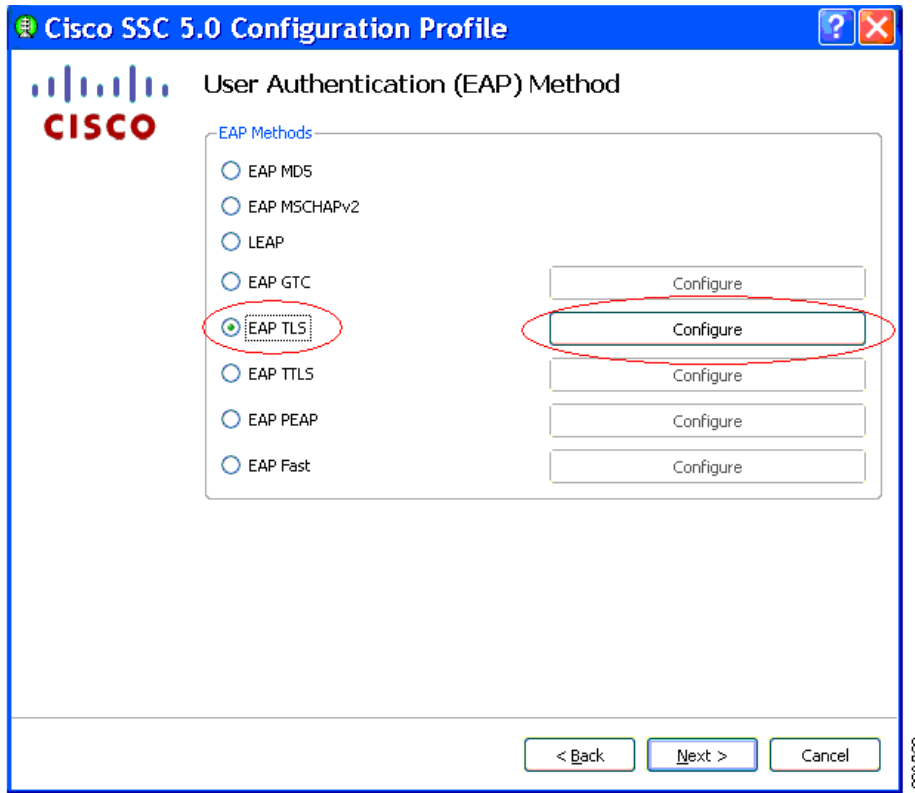 Cisco SSC 5.0 Configuration Profile
?
CISCO
User Authentication (EAP) Method
EAP Methods
EAP MD5
EAP MSCHAPv2
LEAP
EAP GTC Configure
EAP TLS Configure
EAP TTLS Configure
EAP PEAP Configure
EAP Fast Configure
< Back Next > Cancel